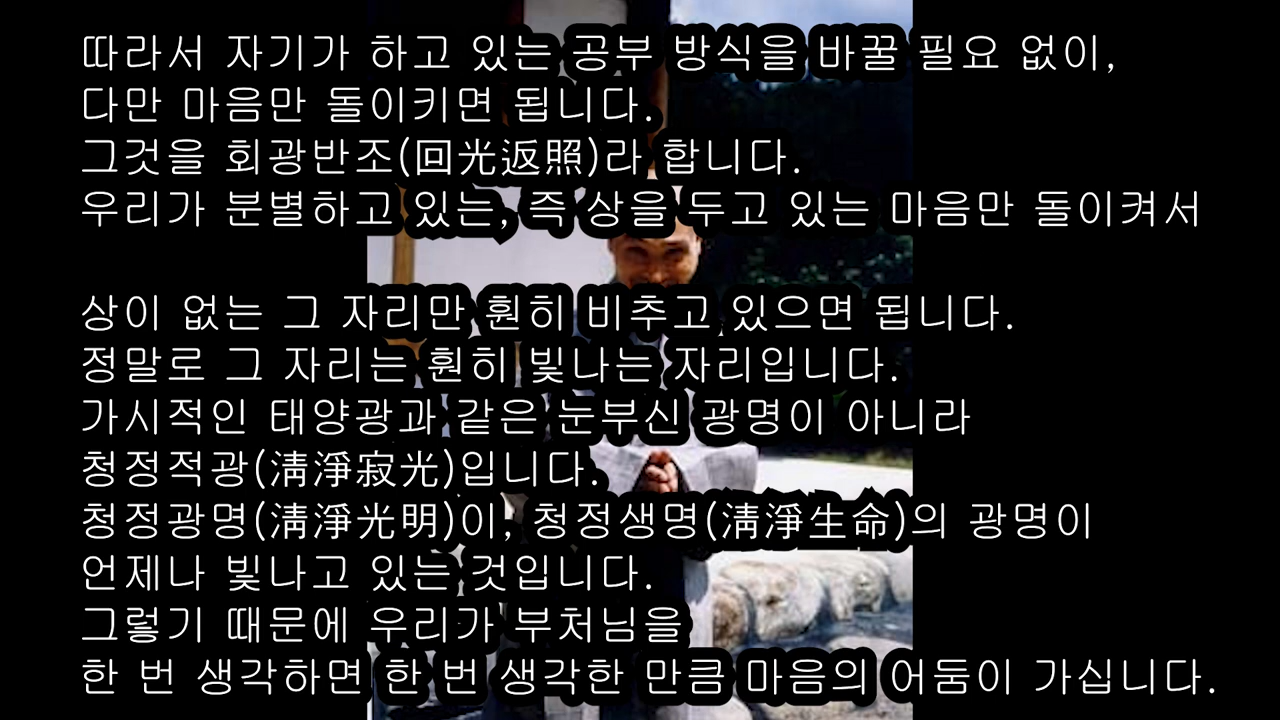 따라서 자기가 하고 있는 공부 방식을 바꿀 필요 없이,
다만 마음만 돌이키면 됩니다.
그것을 회광반조(回光返照)라 합니다.
우리가 분별하고 있는, 즉 상을 두고 있는 마음만 돌이켜서
상이 없는 그 자리만 훤히 비추고 있으면 됩니다.
정말로 그 자리는 훤히 빛나는 자리입니다.
가시적인 태양광과 같은 눈부신 광명이 아니라
청정적광(淸淨寂光)입니다.
청정광명(淸淨光明)이, 청정생명(淸淨生命)의 광명이
언제나 빛나고 있는 것입니다.
그렇기 때문에 우리가 부처님을
한 번 생각하면 한 번 생각한 만큼 마음의 어둠이 가십니다.